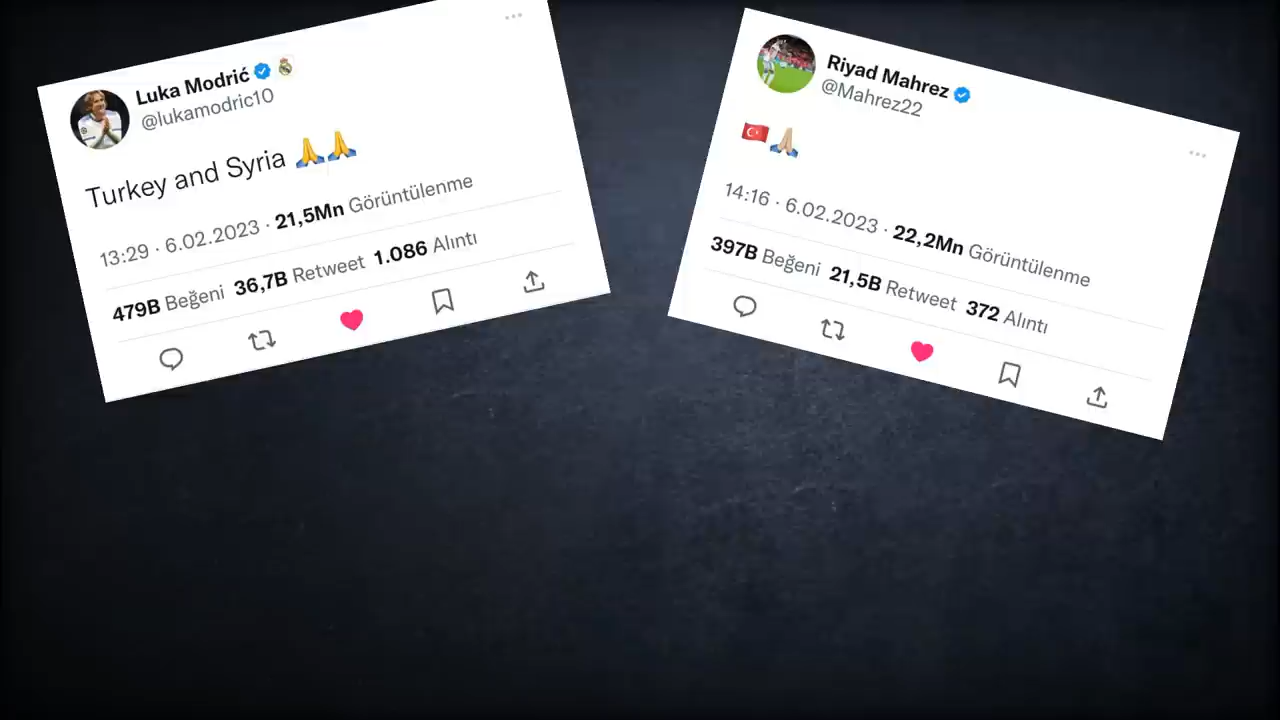 Luka Modrić
@lukamodric10
Turkey and Syria 🙏🙏
13:29 · 6.02.2023 · 21,5Mn Görüntülenme
479B Beğeni 36,7B Retweet 1.086 Alıntı
Riyad Mahrez
@Mahrez22
🇹🇷🙏🏼
14:16 · 6.02.2023 · 22,2Mn Görüntülenme
397B Beğeni 21,5B Retweet 372 Alıntı